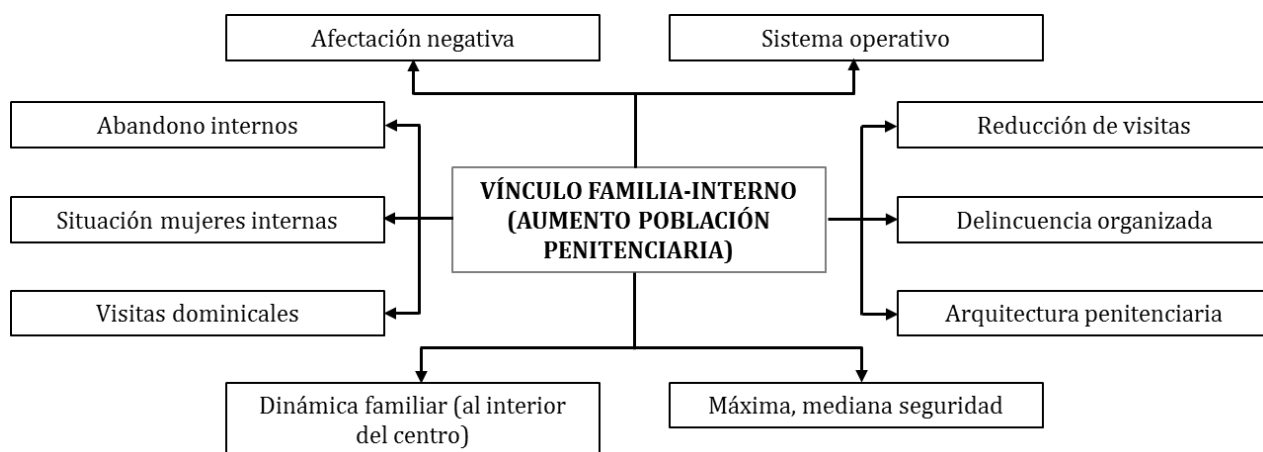 Afectación negativa
Sistema operativo
Abandono internos
Reducción de visitas
VÍNCULO FAMILIA-INTERNO
(AUMENTO POBLACIÓN
PENITENCIARIA)
Situación mujeres internas
Delincuencia organizada
Visitas dominicales
Arquitectura penitenciaria
Dinámica familiar (al interior
del centro)
Máxima, mediana seguridad